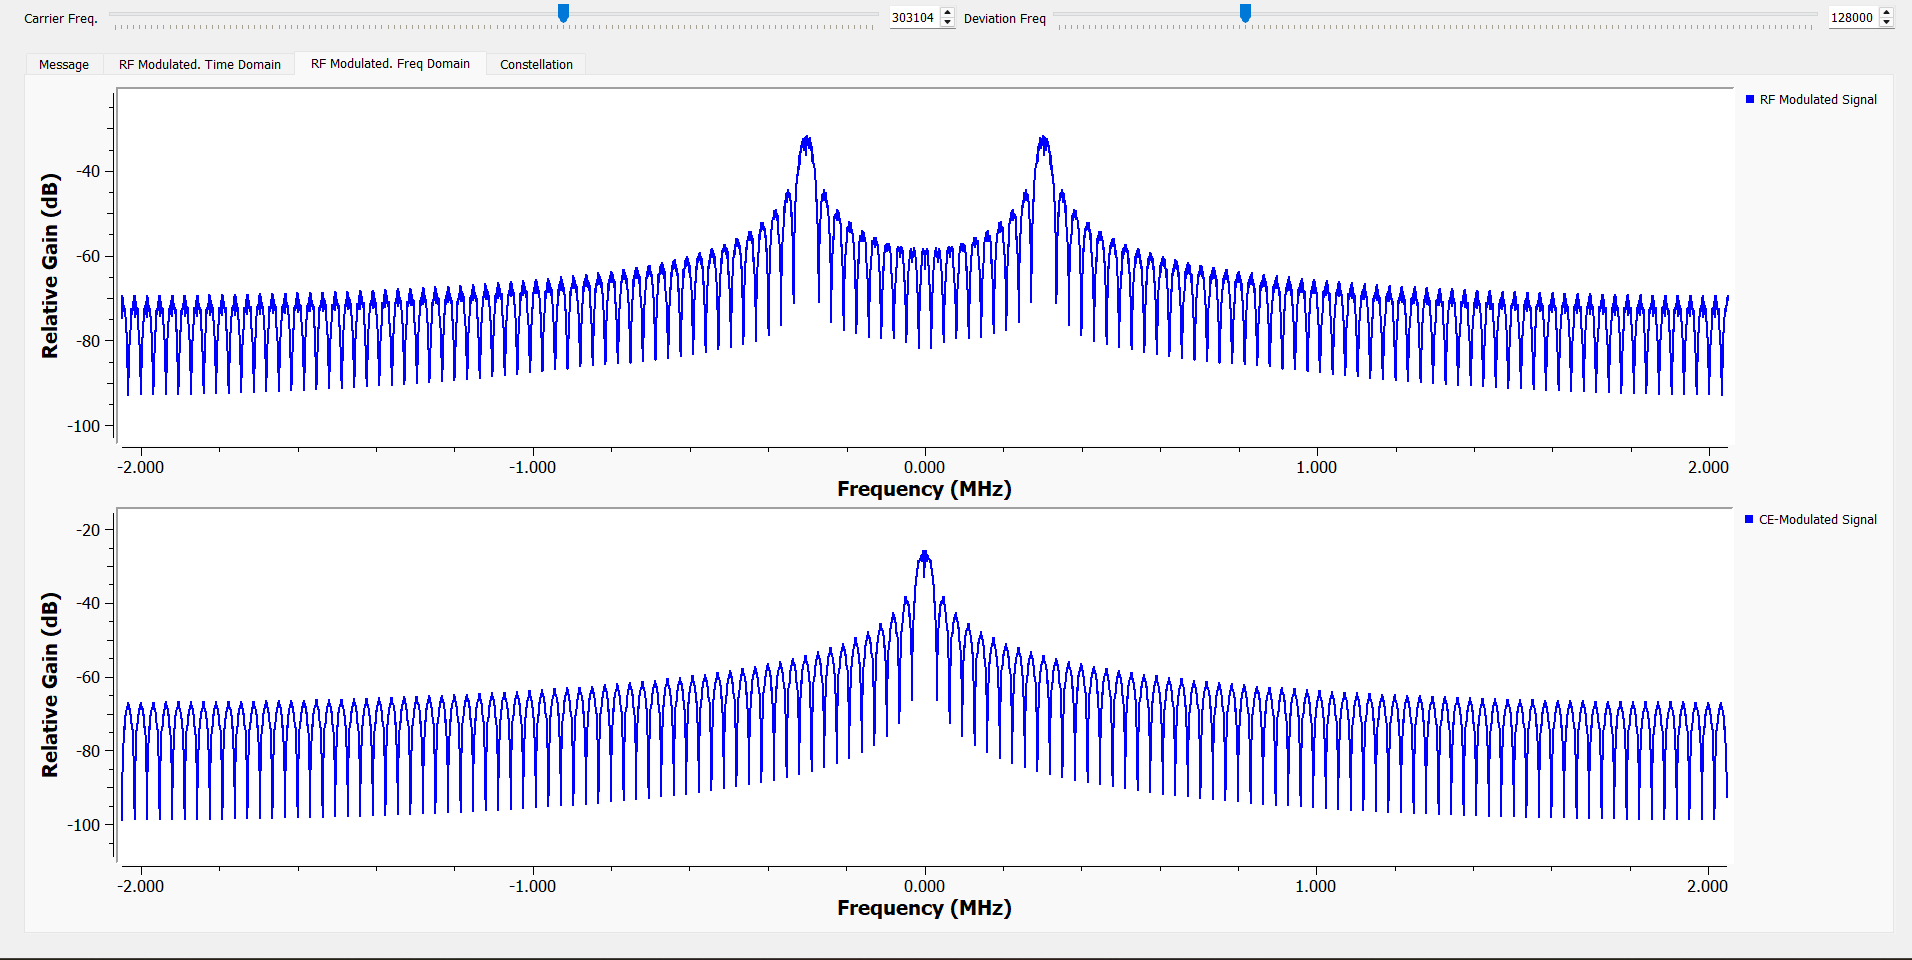 Carrier Freq. 303104 Deviation Freq 128000
Message RF Modulated. Time Domain RF Modulated. Freq Domain Constellation
RF Modulated Signal
Relative Gain (dB)
-40
-60
-80
-100
-2.000 -1.000 0.000 1.000 2.000
Frequency (MHz)
CE-Modulated Signal
Relative Gain (dB)
-20
-40
-60
-80
-100
-2.000 -1.000 0.000 1.000 2.000
Frequency (MHz)